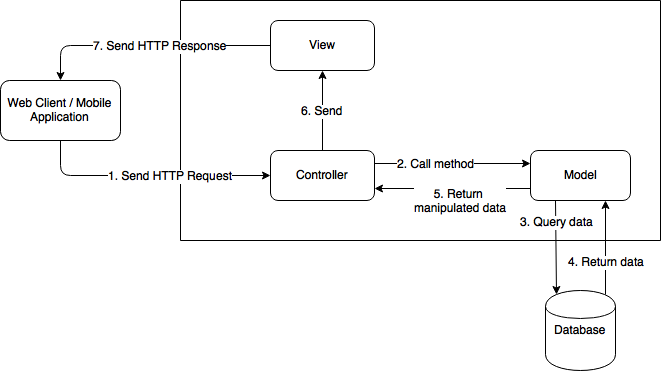 7. Send HTTP Response
View
Web Client / Mobile
Application
6. Send
1. Send HTTP Request
Controller
2. Call method
Model
5. Return
manipulated data
3. Query data
4. Return data
Database